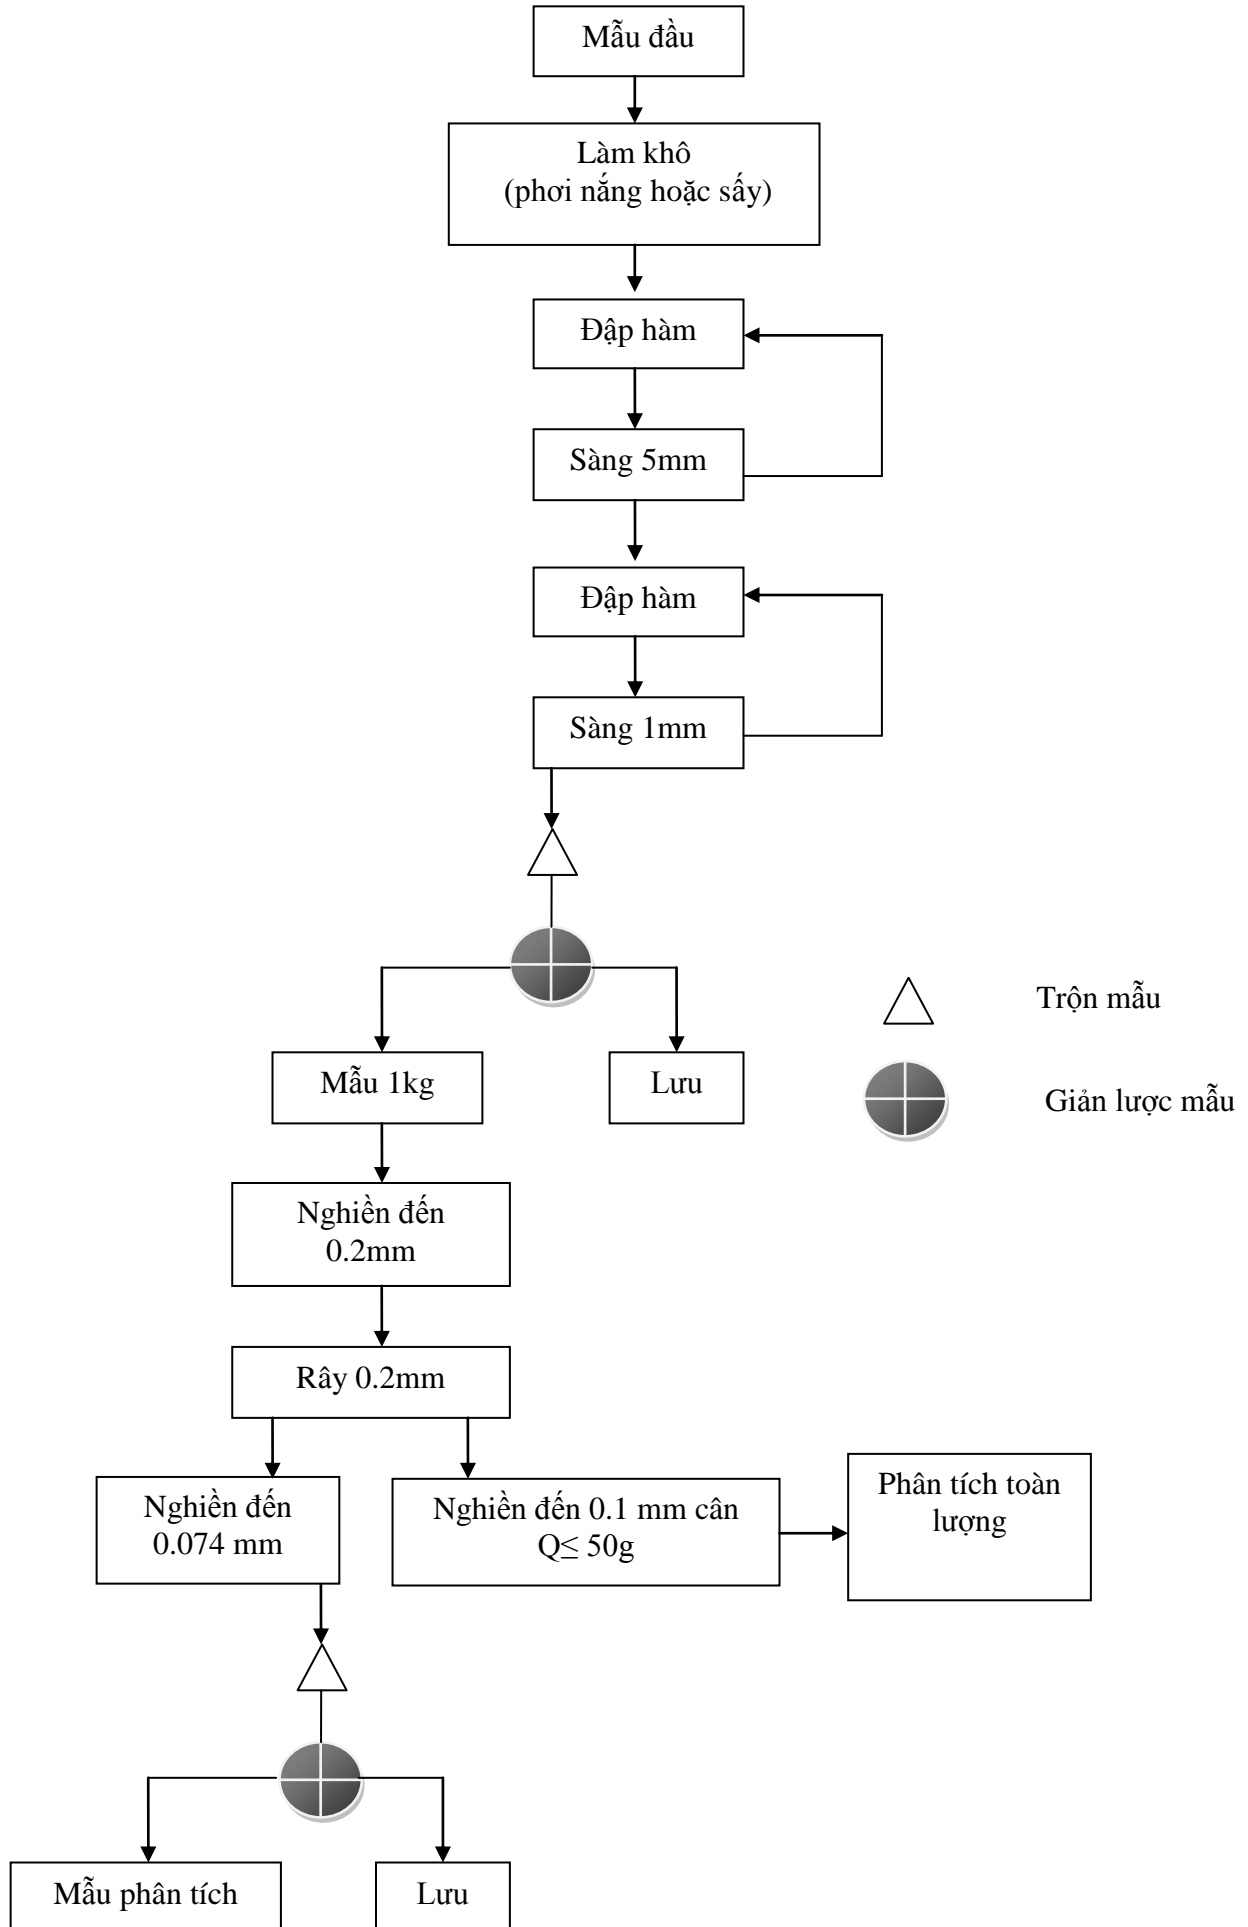 Mẫu đầu
Làm khô
(phơi nắng hoặc sấy)
Đập hàm
Sàng 5mm
Đập hàm
Sàng 1mm
Trộn mẫu
Mẫu 1kg
Lưu
Giản lược mẫu
Nghiền đến
0.2mm
Rây 0.2mm
Nghiền đến
0.074 mm
Nghiền đến 0.1 mm cân
Q≤ 50g
Phân tích toàn
lượng
Mẫu phân tích
Lưu